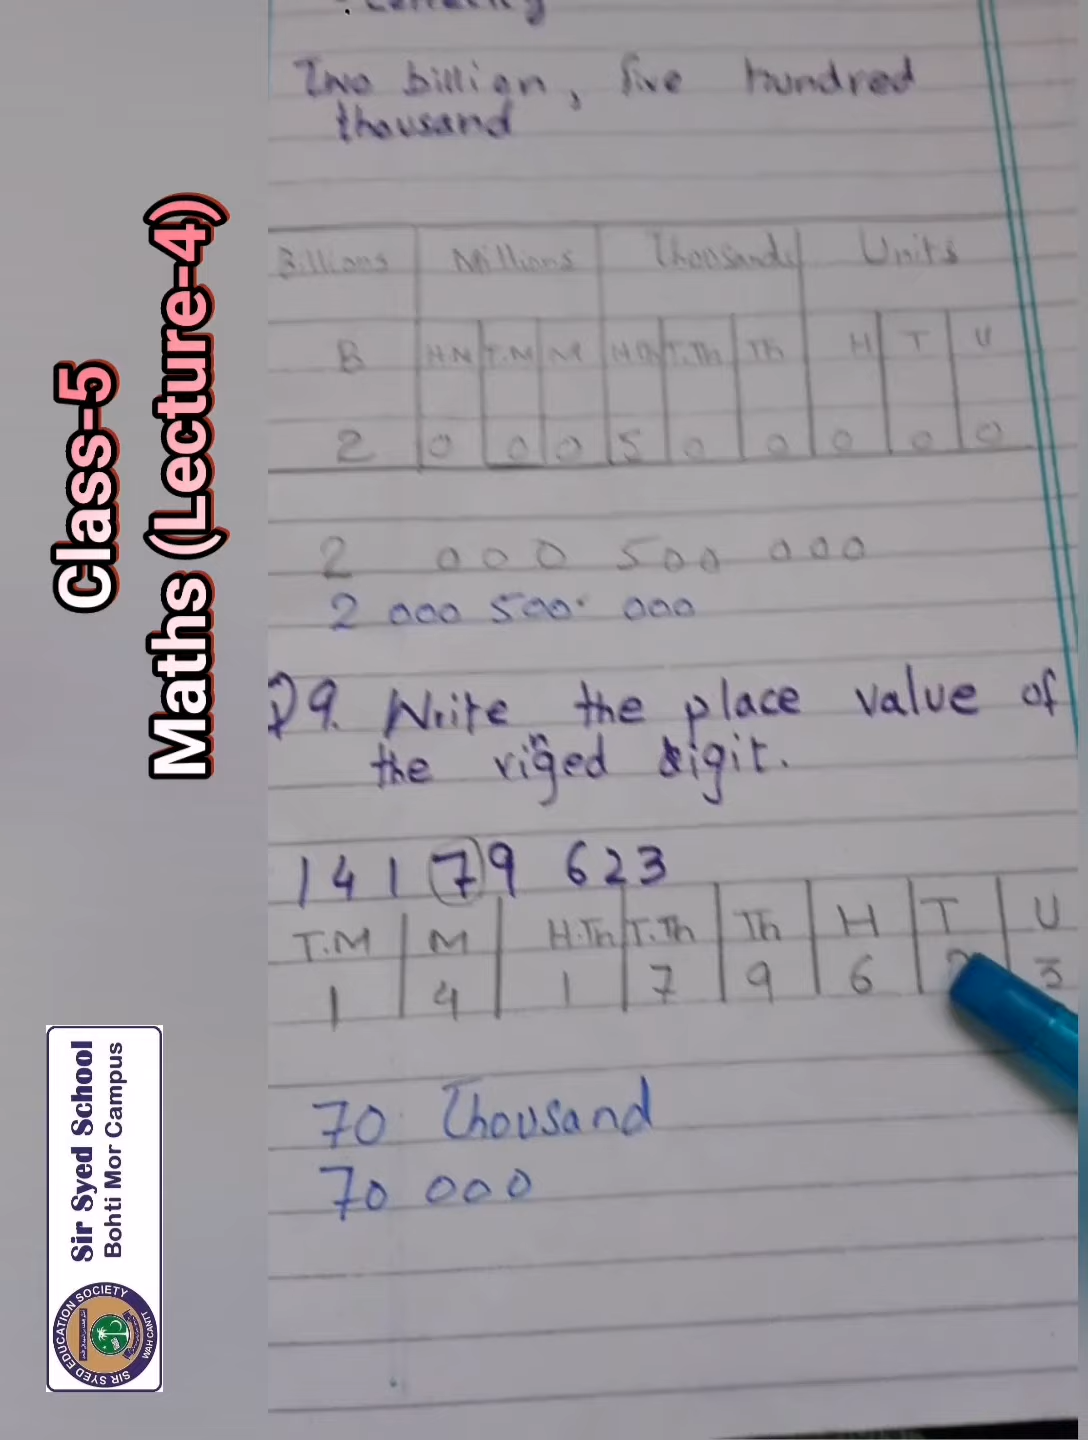 Two billion, five hundred
thousand
Billions Millions Thousands Units
B H.M T.M M H.Th T.Th Th H T U
2 0 0 0 5 0 0 0 0 0
2 000 500 000
2 000 500 000
Q9. Write the place value of
the ringed digit.
141 79 623
T.M M H.Th T.Th Th H T U
1 4 1 7 9 6 3
70 Thousand
70 000
Class-5
Maths (Lecture-4)
Sir Syed School
Bohti Mor Campus
SIR SYED EDUCATION SOCIETY
WAH CANTT